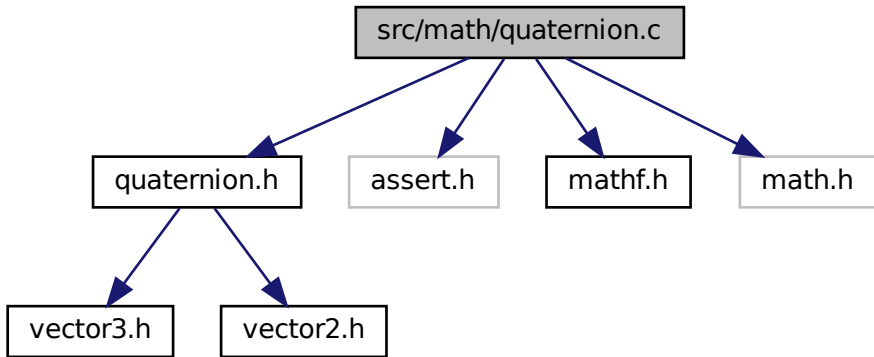 src/math/quaternion.c
quaternion.h
assert.h
mathf.h
math.h
vector3.h
vector2.h